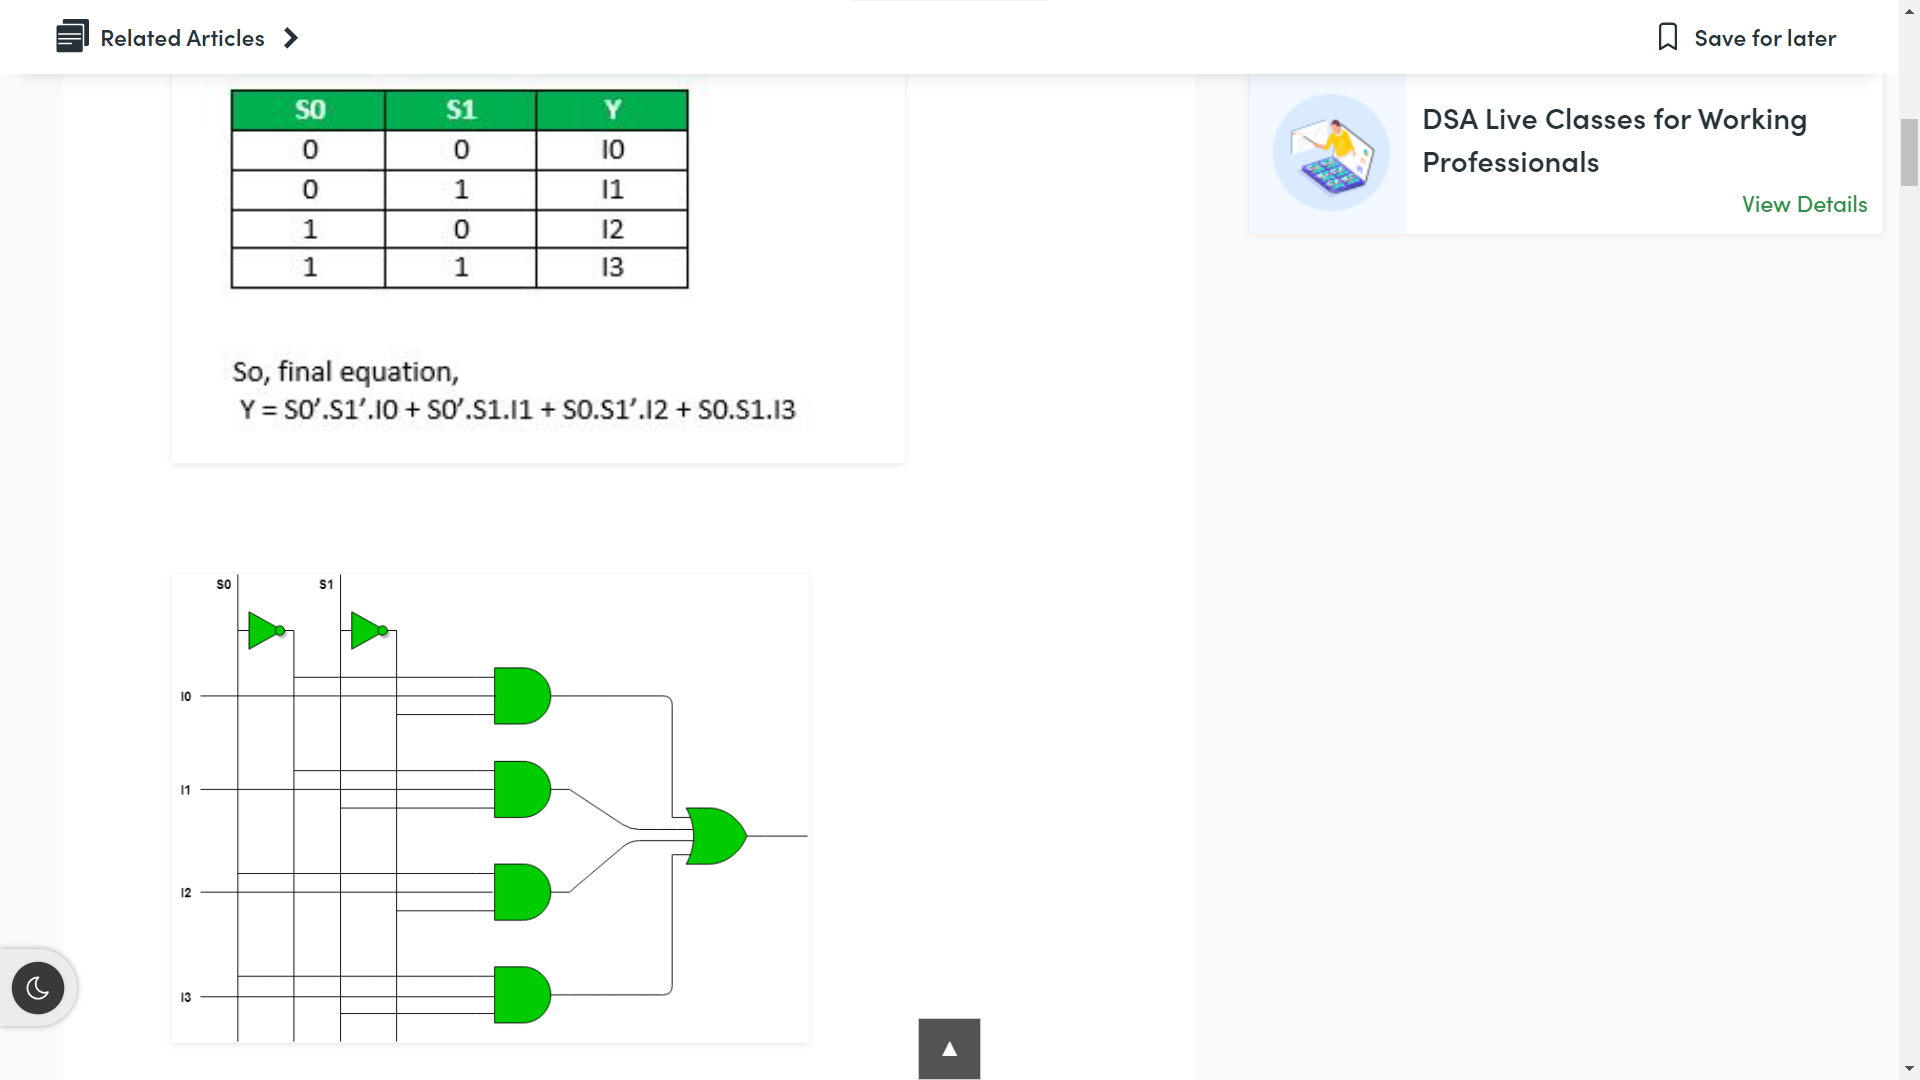 Related Articles
Save for later
S0 S1 Y
0 0 I0
0 1 I1
1 0 I2
1 1 I3
So, final equation,
Y = S0′.S1′.I0 + S0′.S1.I1 + S0.S1′.I2 + S0.S1.I3
S0 S1
I0
I1
I2
I3
DSA Live Classes for Working
Professionals
View Details